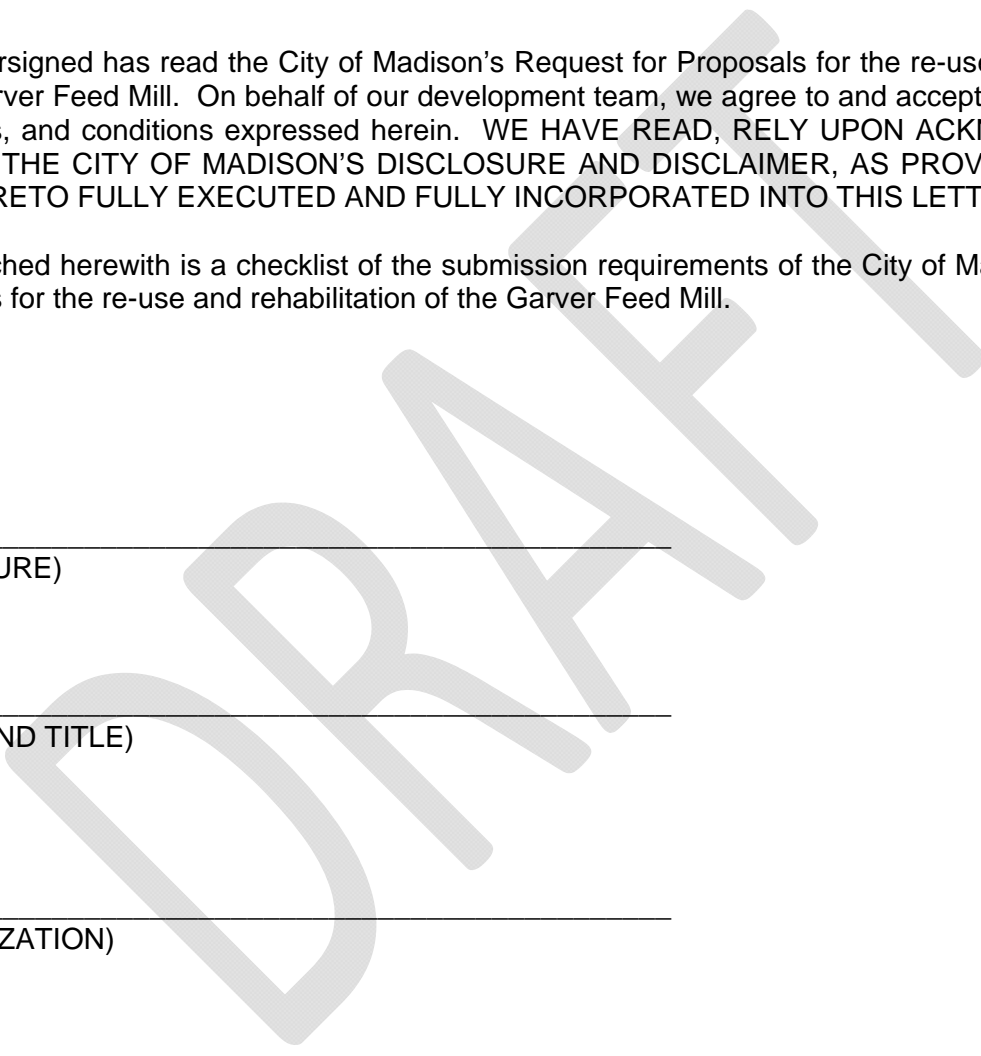 rsigned has read the City of Madison's Request for Proposals for the re-use
rver Feed Mill. On behalf of our development team, we agree to and accept
s, and conditions expressed herein. WE HAVE READ, RELY UPON ACKN
THE CITY OF MADISON'S DISCLOSURE AND DISCLAIMER, AS PROV
RETO FULLY EXECUTED AND FULLY INCORPORATED INTO THIS LETT
ched herewith is a checklist of the submission requirements of the City of Ma
s for the re-use and rehabilitation of the Garver Feed Mill.
URE)
ND TITLE)
ZATION)
DRAFT